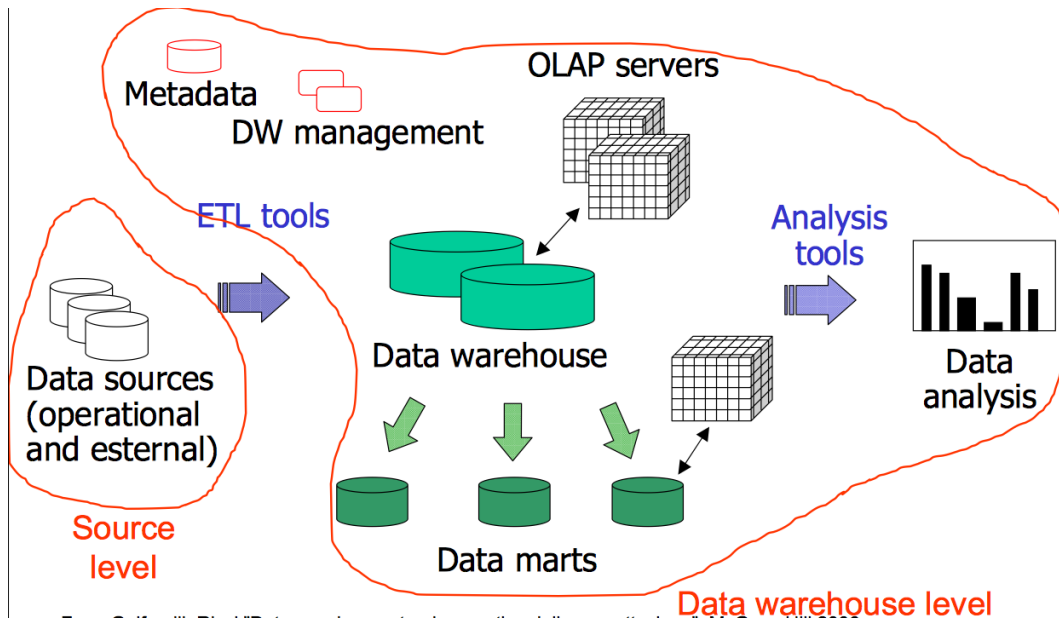 OLAP servers
Metadata
DW management
ETL tools
Analysis
tools
Data warehouse
Data sources
(operational
and esternal)
Data
analysis
Source
level
Data marts
Data warehouse level